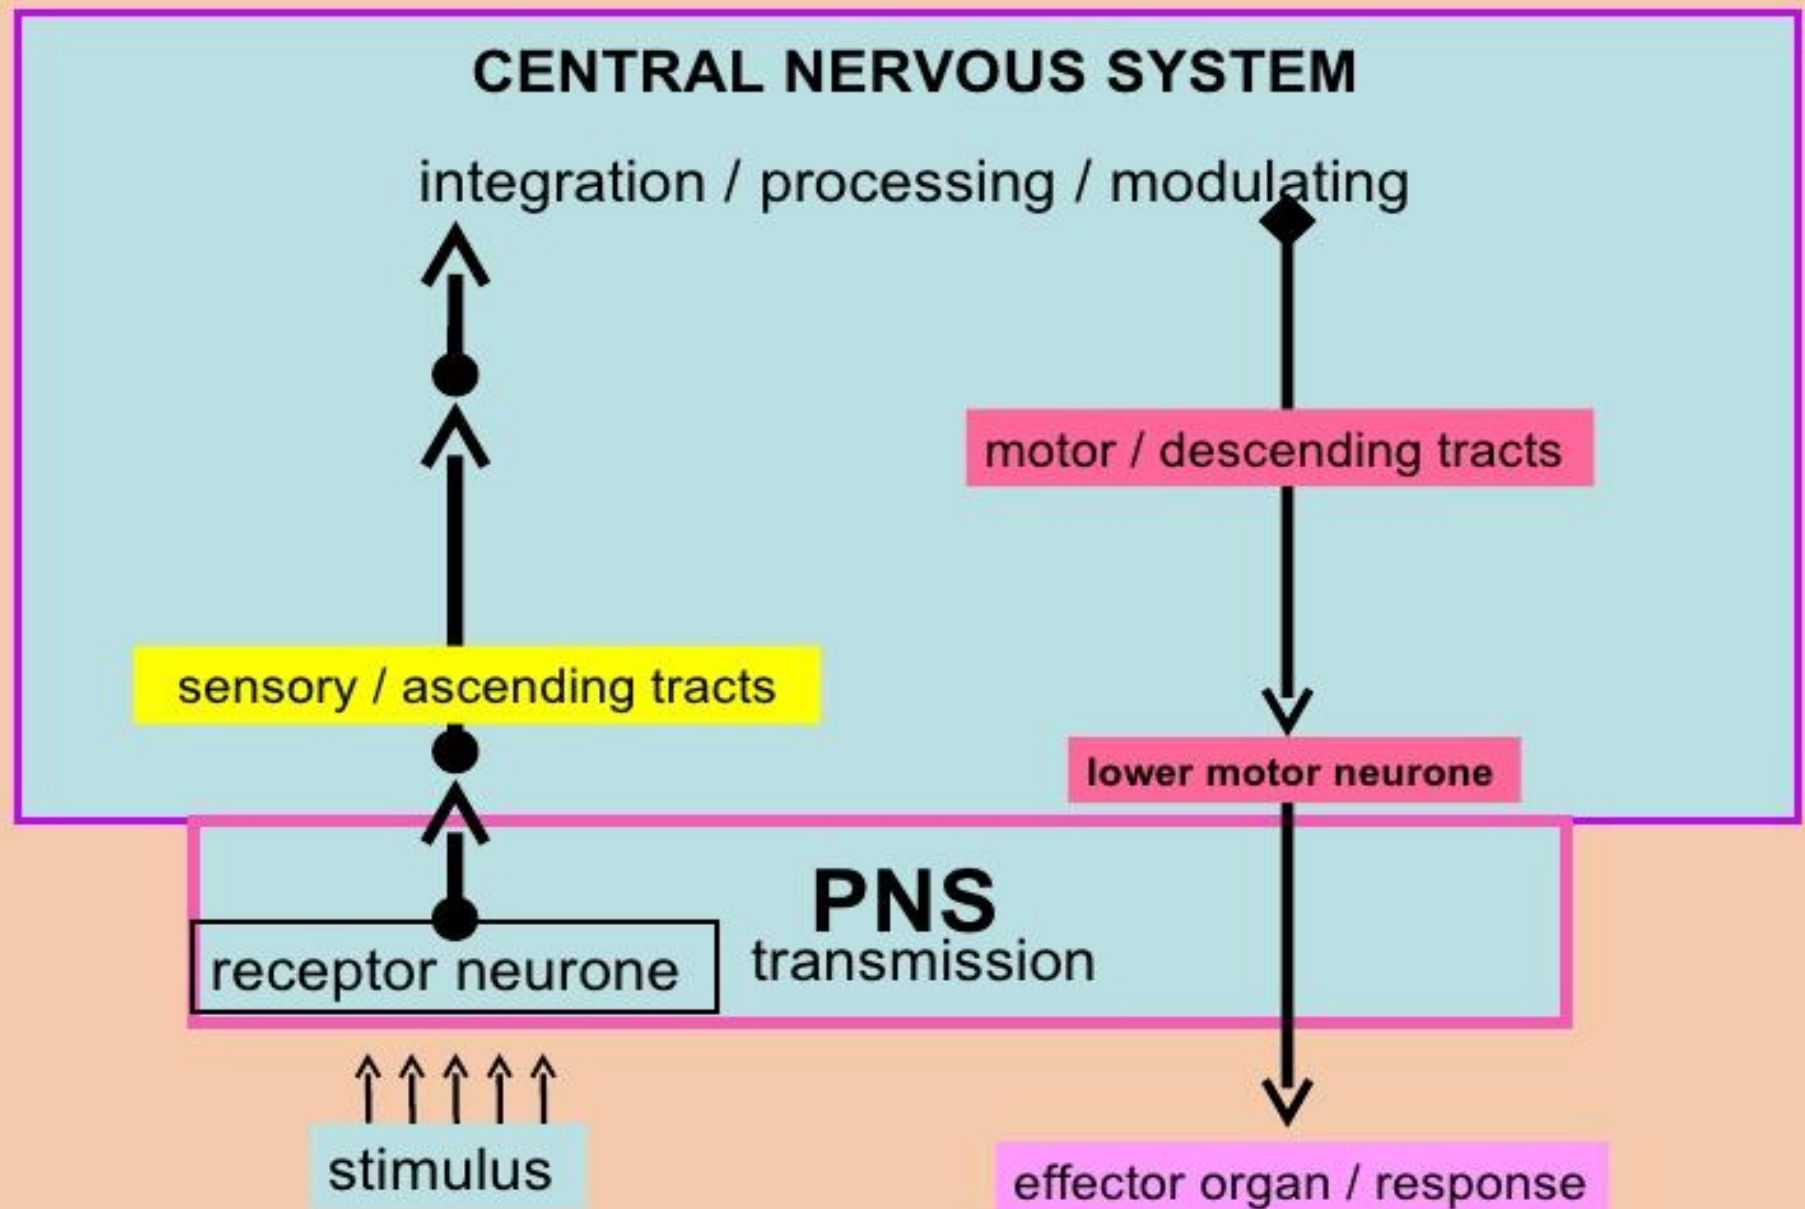 CENTRAL NERVOUS SYSTEM
integration / processing / modulating
motor / descending tracts
sensory / ascending tracts
lower motor neurone
PNS
transmission
receptor neurone
stimulus
effector organ / response